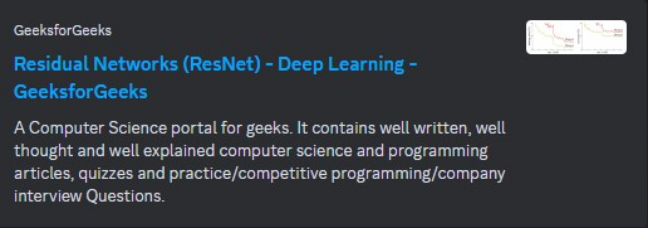 GeeksforGeeks
Residual Networks (ResNet) - Deep Learning -
GeeksforGeeks
A Computer Science portal for geeks. It contains well written, well
thought and well explained computer science and programming
articles, quizzes and practice/competitive programming/company
interview Questions.